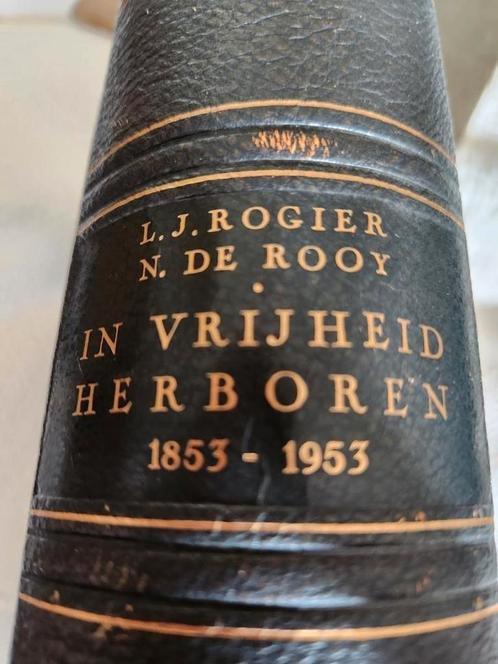 L. J. ROGIER
N. DE ROOY
IN VRIJHEID
HERBOREN
1853 - 1953